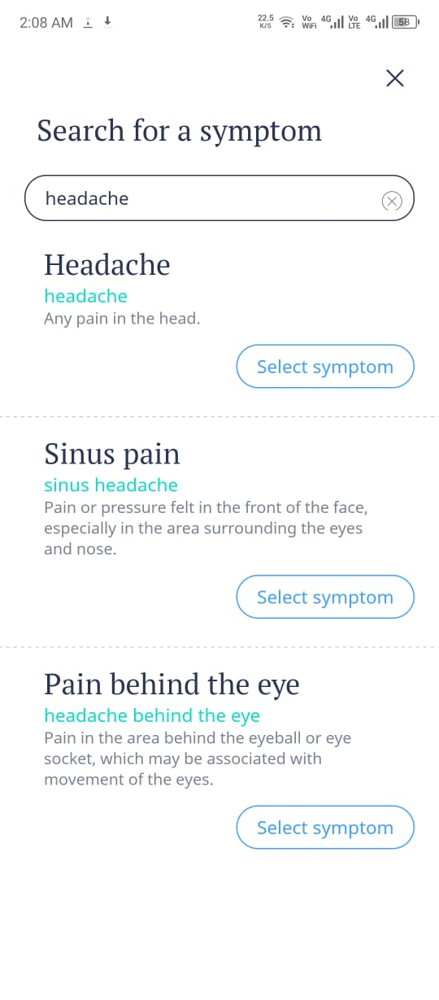 2:08 AM 22.5 K/S Vo WiFi 4G Vo LTE 4G 58
Search for a symptom
headache
Headache
headache
Any pain in the head.
Select symptom
Sinus pain
sinus headache
Pain or pressure felt in the front of the face,
especially in the area surrounding the eyes
and nose.
Select symptom
Pain behind the eye
headache behind the eye
Pain in the area behind the eyeball or eye
socket, which may be associated with
movement of the eyes.
Select symptom